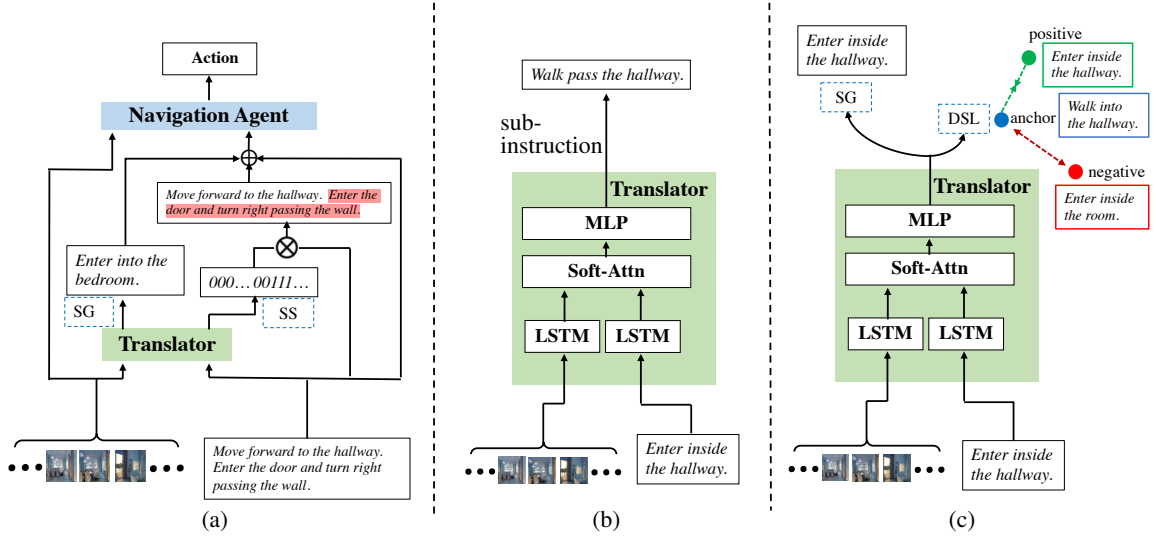 Action
Navigation Agent
Move forward to the hallway. Enter the
door and turn right passing the wall.
Enter into the
bedroom.
000... 00111...
SG
SS
Translator
Move forward to the hallway.
Enter the door and turn right
passing the wall.
(a)
Walk pass the hallway.
sub-
instruction
Translator
MLP
Soft-Attn
LSTM
LSTM
Enter inside
the hallway.
(b)
Enter inside
the hallway.
SG
DSL
positive
Enter inside
the hallway.
anchor
Walk into
the hallway.
negative
Enter inside
the room.
Translator
MLP
Soft-Attn
LSTM
LSTM
Enter inside
the hallway.
(c)